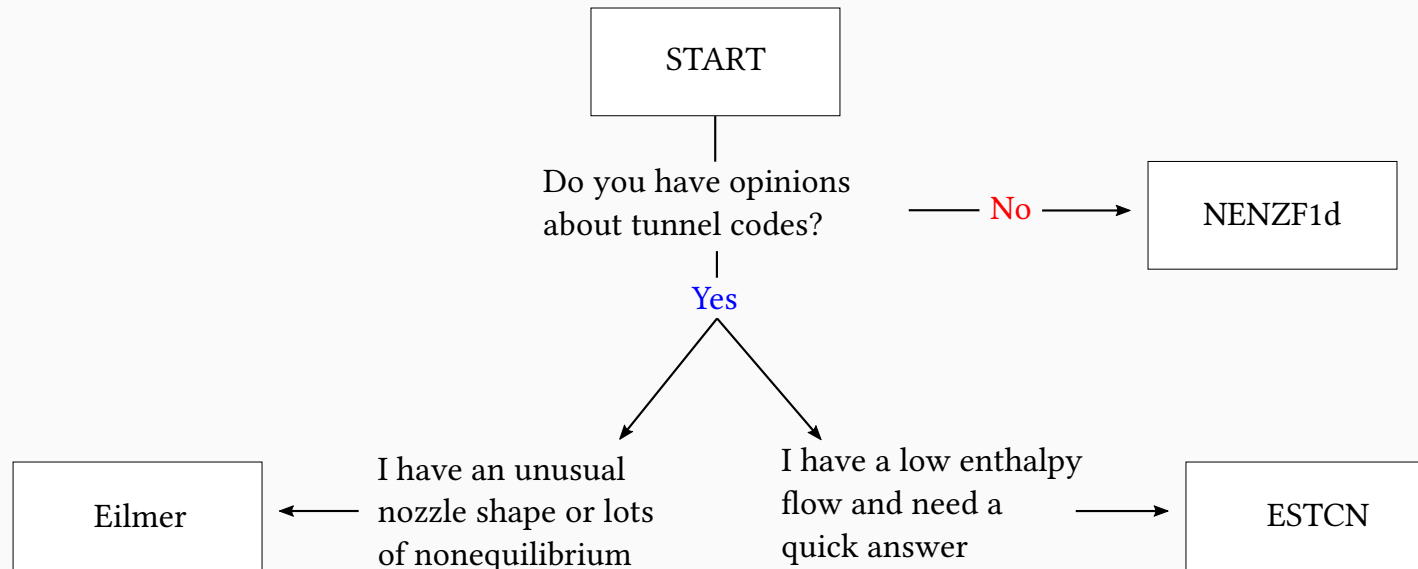 START
Do you have opinions
about tunnel codes?
No
NENZF1d
Yes
Eilmer
I have an unusual
nozzle shape or lots
of nonequilibrium
I have a low enthalpy
flow and need a
quick answer
ESTCN